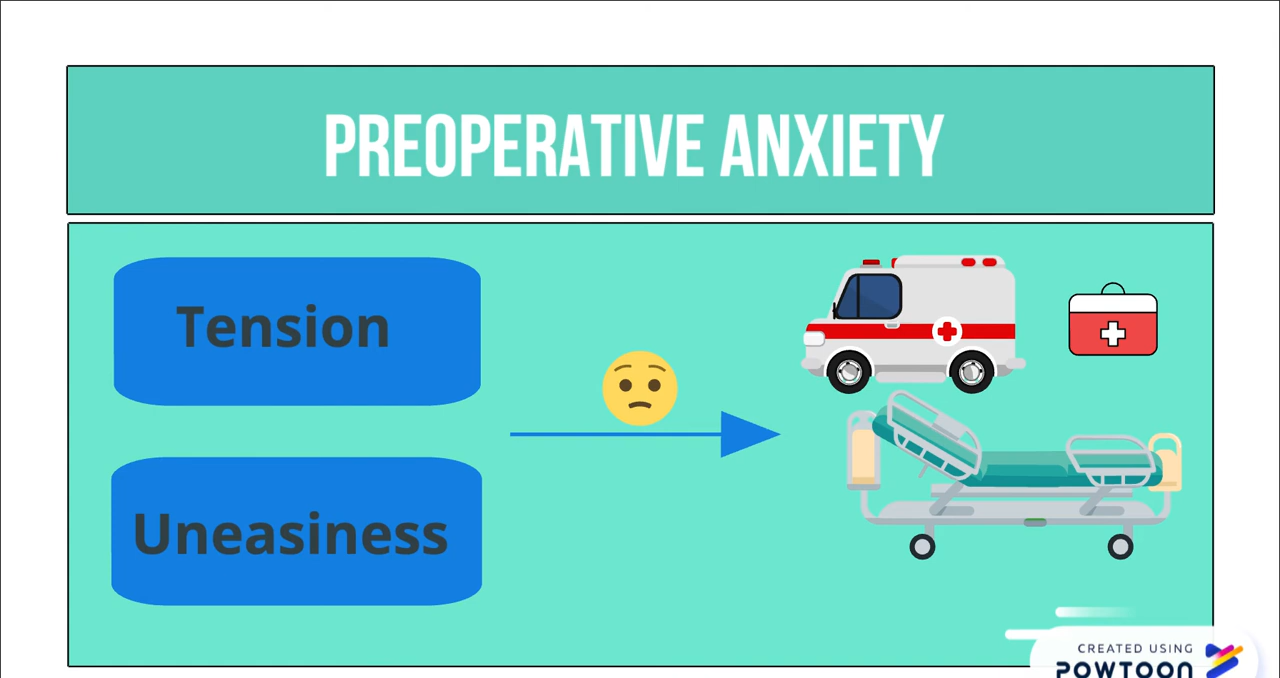 PREOPERATIVE ANXIETY
Tension
Uneasiness
CREATED USING
POWTOON